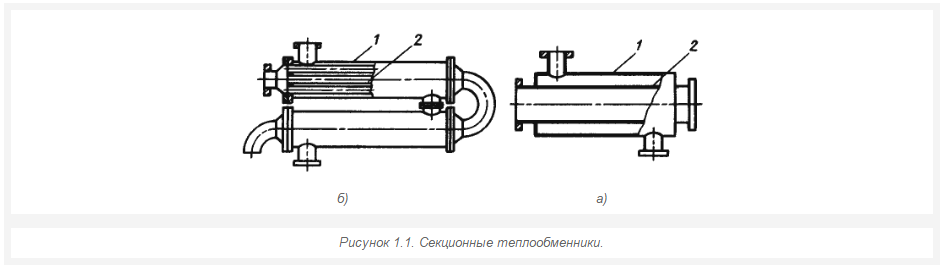 1 2 1 2
б) а)
Рисунок 1.1. Секционные теплообменники.